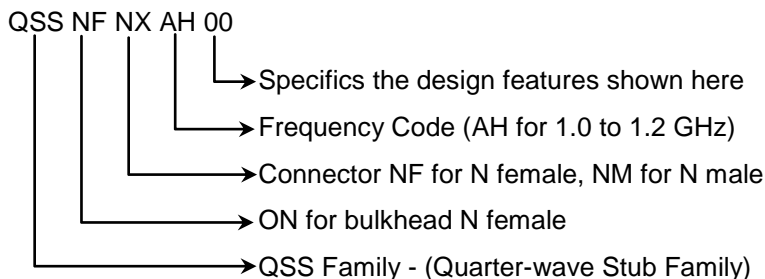 QSS NF NX AH 00
Specifics the design features shown here
Frequency Code (AH for 1.0 to 1.2 GHz)
Connector NF for N female, NM for N male
ON for bulkhead N female
QSS Family - (Quarter-wave Stub Family)